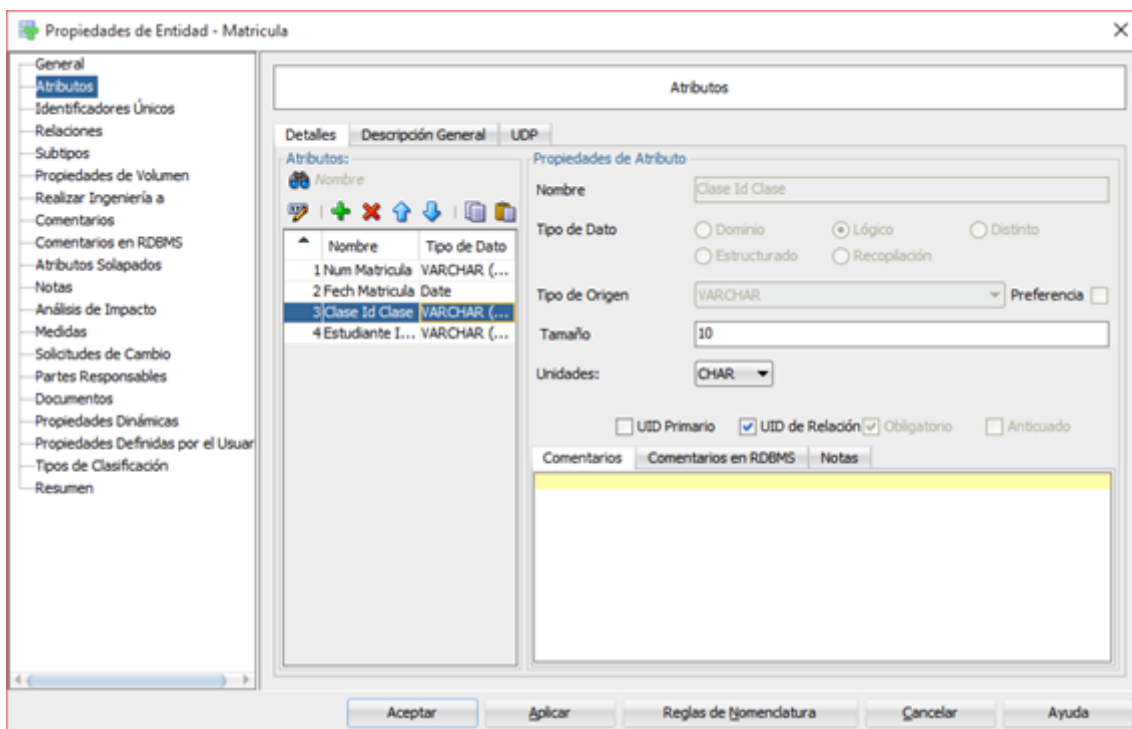 Propiedades de Entidad - Matricula
General
Atributos
Identificadores Únicos
Relaciones
Subtipos
Propiedades de Volumen
Realizar Ingeniería a
Comentarios
Comentarios en RDBMS
Atributos Solapados
Notas
Análisis de Impacto
Medidas
Solicitudes de Cambio
Partes Responsables
Documentos
Propiedades Dinámicas
Propiedades Definidas por el Usuar
Tipos de Clasificación
Resumen
Atributos
Detalles Descripción General UDP
Atributos:
Nombre
Nombre Tipo de Dato
1 Num Matricula VARCHAR (...
2 Fech Matricula Date
3 Clase Id Clase VARCHAR (...
4 Estudiante I... VARCHAR (...
Propiedades de Atributo
Nombre Clase Id Clase
Tipo de Dato Dominio Lógico Distinto
Estructurado Recopilación
Tipo de Origen VARCHAR Preferencia
Tamaño 10
Unidades: CHAR
UID Primario UID de Relación Obligatorio Anticuado
Comentarios Comentarios en RDBMS Notas
Aceptar Aplicar Reglas de Nomenclatura Cancelar Ayuda